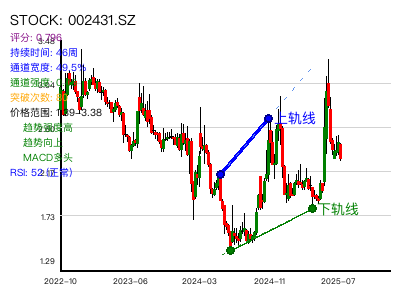 STOCK: 002431.SZ
评分: 0.796
持续时间: 46周
通道宽度: 49.5%
通道强度:
突破次数:
价格范围: 1.39~3.38
上轨线
趋势强度高
趋势向上
MACD多头
RSI: 52 (正常)
下轨线
1.73
1.29
2022-10 2023-06 2024-03 2024-11 2025-07